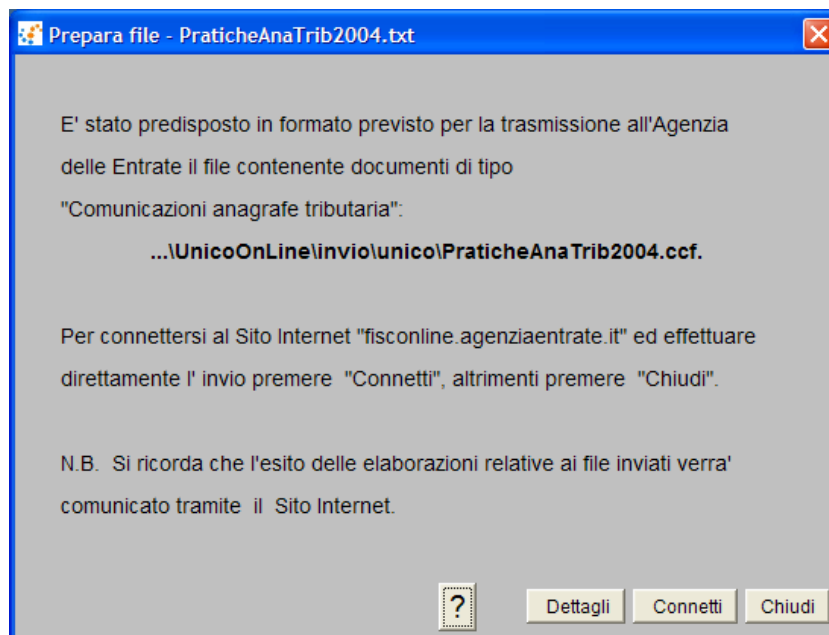 Prepara file - PraticheAnaTrib2004.txt
E' stato predisposto in formato previsto per la trasmissione all'Agenzia
delle Entrate il file contenente documenti di tipo
"Comunicazioni anagrafe tributaria":
...\UnicoOnLine\invio\unico\PraticheAnaTrib2004.ccf.
Per connettersi al Sito Internet "fisconline.agenziaentrate.it" ed effettuare
direttamente l' invio premere "Connetti", altrimenti premere "Chiudi".
N.B. Si ricorda che l'esito delle elaborazioni relative ai file inviati verra'
comunicato tramite il Sito Internet.
? Dettagli Connetti Chiudi